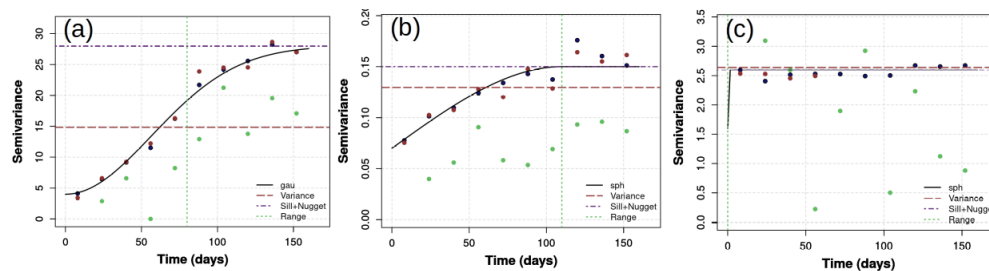 (a)
Semivariance
30
25
20
15
10
5
0
gau
Variance
Sill+Nugget
Range
0 50 100 150
Time (days)
(b)
Semivariance
0.20
0.15
0.10
0.05
0.00
sph
Variance
Sill+Nugget
Range
0 50 100 150
Time (days)
(c)
Semivariance
3.5
3.0
2.5
2.0
1.5
1.0
0.5
0.0
sph
Variance
Sill+Nugget
Range
0 50 100 150
Time (days)